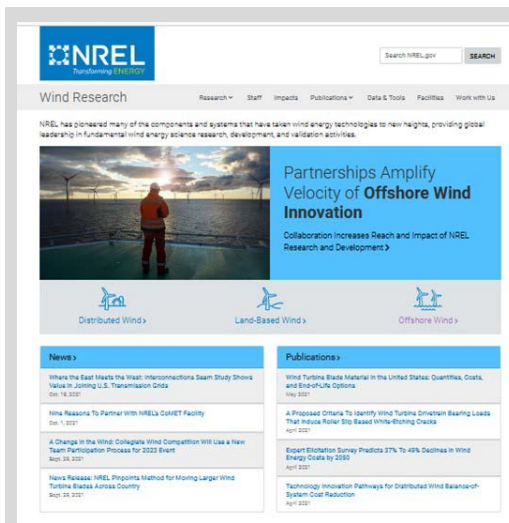 NREL
Transforming ENERGY
Search NREL.gov
SEARCH
Wind Research
Research Staff Impacts Publications Data & Tools Facilities Work with Us
NREL has pioneered many of the components and systems that have taken wind energy technologies to new heights, providing global
leadership in fundamental wind energy science research, development, and validation activities.
Partnerships Amplify
Velocity of Offshore Wind
Innovation
Collaboration Increases Reach and Impact of NREL
Research and Development >
Distributed Wind >
Land-Based Wind >
Offshore Wind >
News >
Where the East Meets the West: Interconnections Seam Study Shows
Value in Joining U.S. Transmission Grids
Oct. 18, 2021
Nine Reasons To Partner With NREL's CoMET Facility
Oct. 1, 2021
A Change in the Wind: Collegiate Wind Competition Will Use a New
Team Participation Process for 2023 Event
Sept. 29, 2021
News Release: NREL Pinpoints Method for Moving Larger Wind
Turbine Blades Across Country
Sept. 29, 2021
Publications >
Wind Turbine Blade Material in the United States: Quantities, Costs,
and End-of-Life Options
May 2021
A Proposed Criteria To Identify Wind Turbine Drivetrain Bearing Loads
That Induce Roller Slip Based White-Etching Cracks
April 2021
Expert Elicitation Survey Predicts 37% To 49% Declines in Wind
Energy Costs by 2050
April 2021
Technology Innovation Pathways for Distributed Wind Balance-of-
System Cost Reduction
April 2021